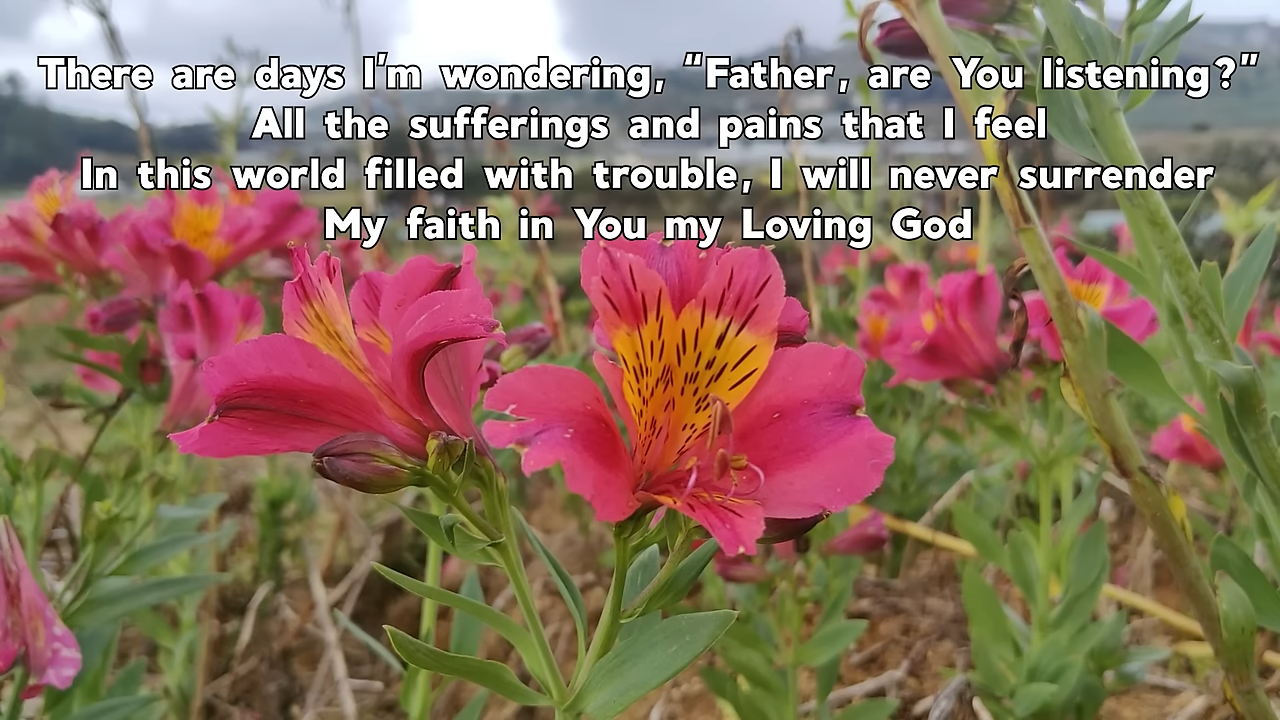 There are days I'm wondering, "Father, are You listening?"
All the sufferings and pains that I feel
In this world filled with trouble, I will never surrender
My faith in You my Loving God